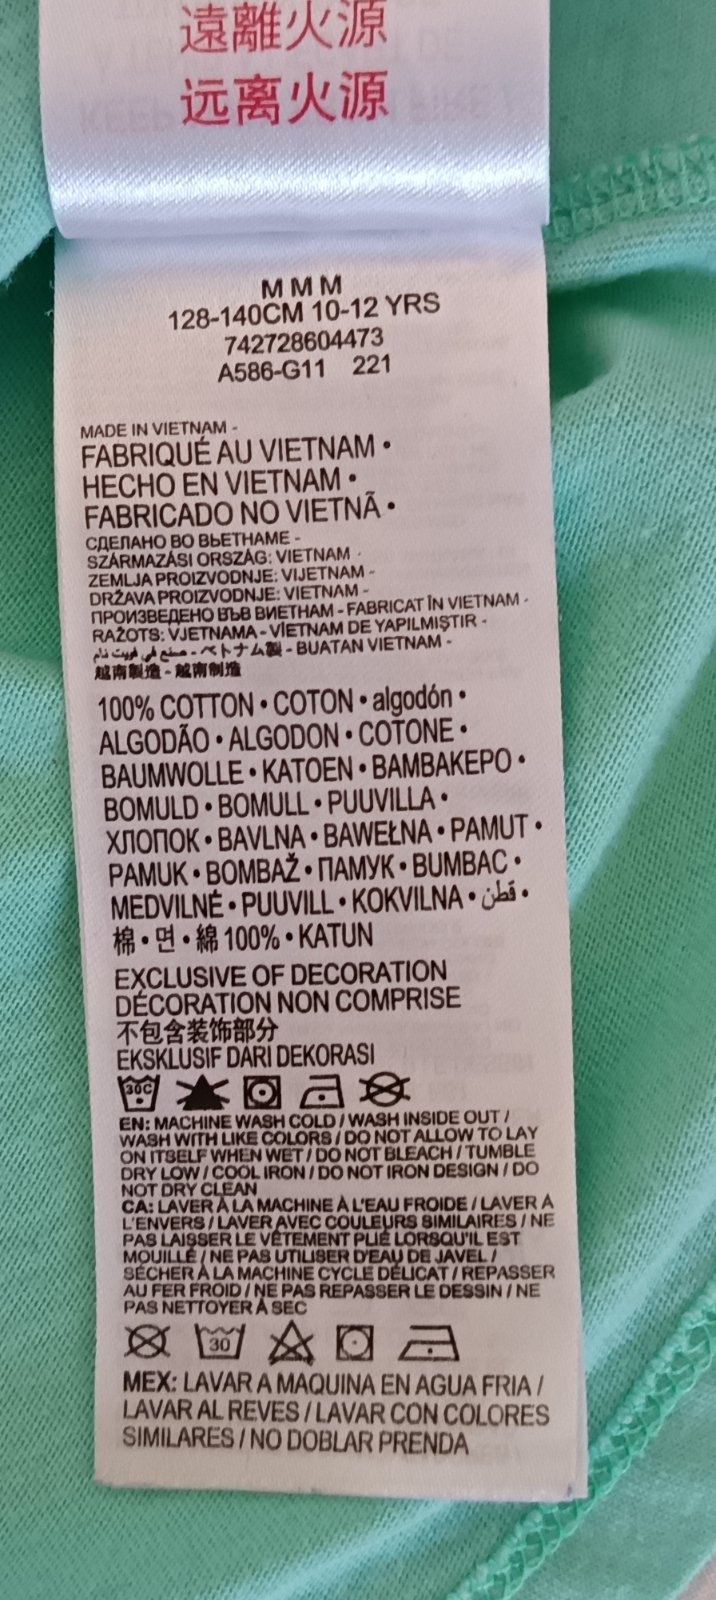 遠離火源
远离火源
M M M
128-140CM 10-12 YRS
742728604473
A586-G11 221
MADE IN VIETNAM -
FABRIQUÉ AU VIETNAM •
HECHO EN VIETNAM •
FABRICADO NO VIETNÃ •
СДЕЛАНО ВО ВЬЕТНАМЕ -
SZÁRMAZÁSI ORSZÁG: VIETNAM -
ZEMLJA PROIZVODNJE: VIJETNAM -
DRŽAVA PROIZVODNJE: VIETNAM -
ПРОИЗВЕДЕНО ВЪВ ВИЕТНАМ - FABRICAT ÎN VIETNAM -
RAŽOTS: VJETNAMA - VİETNAM DE YAPILMIŞTIR -
صنع في فييت نام - ベトナム製 - BUATAN VIETNAM -
越南製造 - 越南制造
100% COTTON • COTON • algodón •
ALGODÃO • ALGODON • COTONE •
BAUMWOLLE • KATOEN • ΒΑΜΒΑΚΕΡΟ •
BOMULD • BOMULL • PUUVILLA •
ХЛОПОК • BAVLNA • BAWEŁNA • PAMUT •
PAMUK • BOMBAŽ • ПАМУК • BUMBAC •
MEDVILNĖ • PUUVILL • KOKVILNA • قطن •
棉 • 면 • 綿 100% • KATUN
EXCLUSIVE OF DECORATION
DÉCORATION NON COMPRISE
不包含装饰部分
EKSKLUSIF DARI DEKORASI
30C
EN: MACHINE WASH COLD / WASH INSIDE OUT /
WASH WITH LIKE COLORS / DO NOT ALLOW TO LAY
ON ITSELF WHEN WET / DO NOT BLEACH / TUMBLE
DRY LOW / COOL IRON / DO NOT IRON DESIGN / DO
NOT DRY CLEAN
CA: LAVER À LA MACHINE À L'EAU FROIDE / LAVER À
L'ENVERS / LAVER AVEC COULEURS SIMILAIRES / NE
PAS LAISSER LE VÊTEMENT PLIÉ LORSQU'IL EST
MOUILLÉ / NE PAS UTILISER D'EAU DE JAVEL /
SÉCHER À LA MACHINE CYCLE DÉLICAT / REPASSER
AU FER FROID / NE PAS REPASSER LE DESSIN / NE
PAS NETTOYER À SEC
30
MEX: LAVAR A MAQUINA EN AGUA FRIA /
LAVAR AL REVES / LAVAR CON COLORES
SIMILARES / NO DOBLAR PRENDA